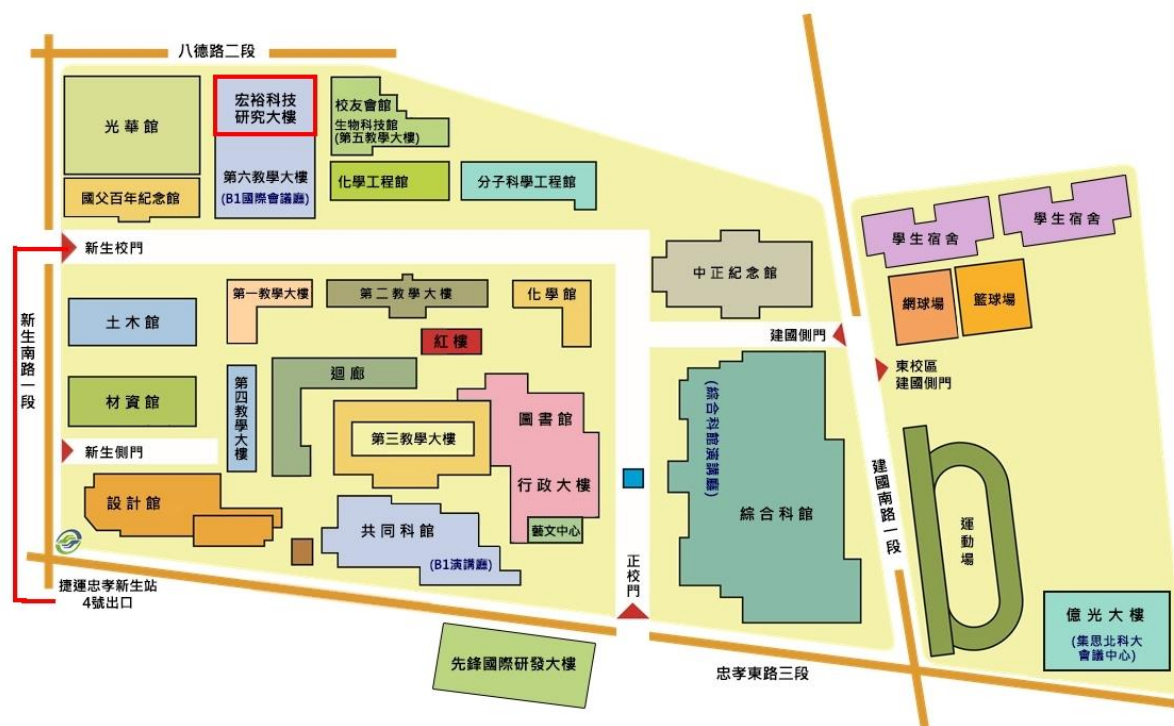 八德路二段
光華館
宏裕科技
研究大樓
校友會館
生物科技館
(第五教學大樓)
國父百年紀念館
第六教學大樓
(B1國際會議廳)
化學工程館
分子科學工程館
學生宿舍
學生宿舍
新生校門
中正紀念館
網球場
籃球場
第一教學大樓
第二教學大樓
化學館
土木館
紅樓
建國側門
新生南路一段
東校區
建國側門
迴廊
材資館
第四教學大樓
圖書館
(綜合科館演講廳)
第三教學大樓
新生側門
設計館
行政大樓
綜合科館
建國南路一段
運動場
共同科館
藝文中心
(B1演講廳)
正校門
捷運忠孝新生站
4號出口
億光大樓
(集思北科大
會議中心)
先鋒國際研發大樓
忠孝東路三段